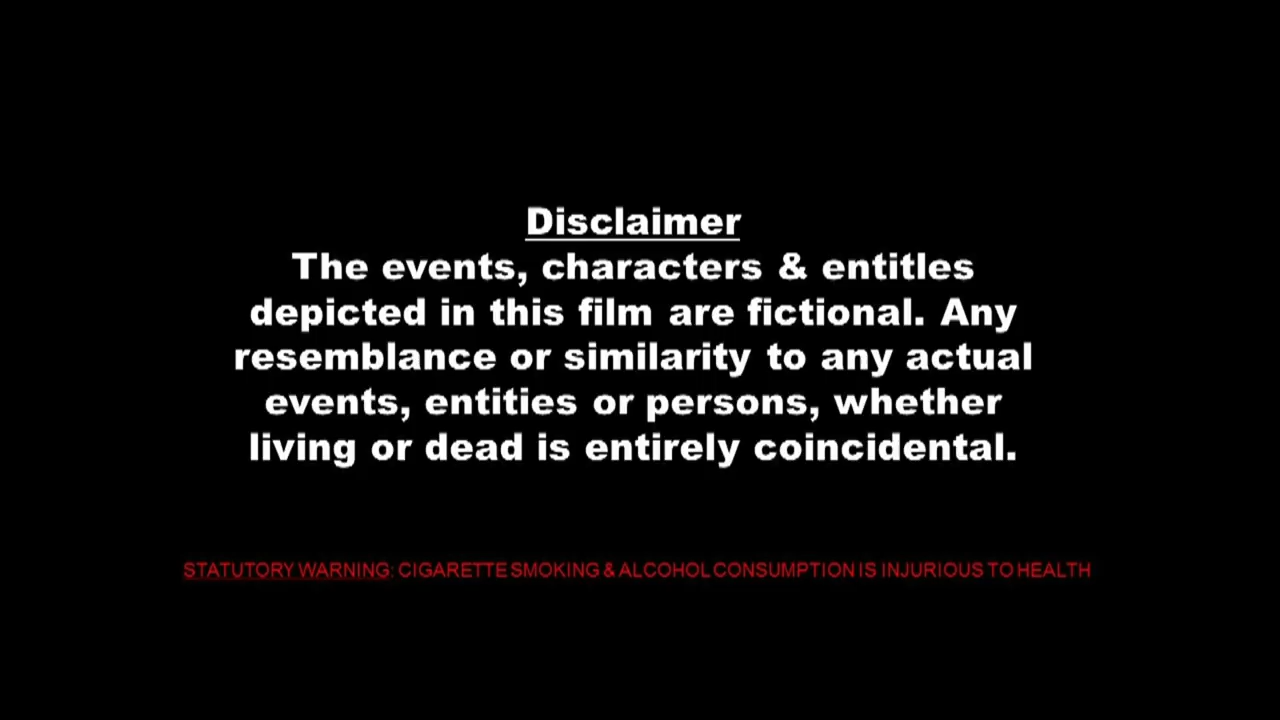 Disclaimer
The events, characters & entitles
depicted in this film are fictional. Any
resemblance or similarity to any actual
events, entities or persons, whether
living or dead is entirely coincidental.
STATUTORY WARNING: CIGARETTE SMOKING & ALCOHOL CONSUMPTION IS INJURIOUS TO HEALTH